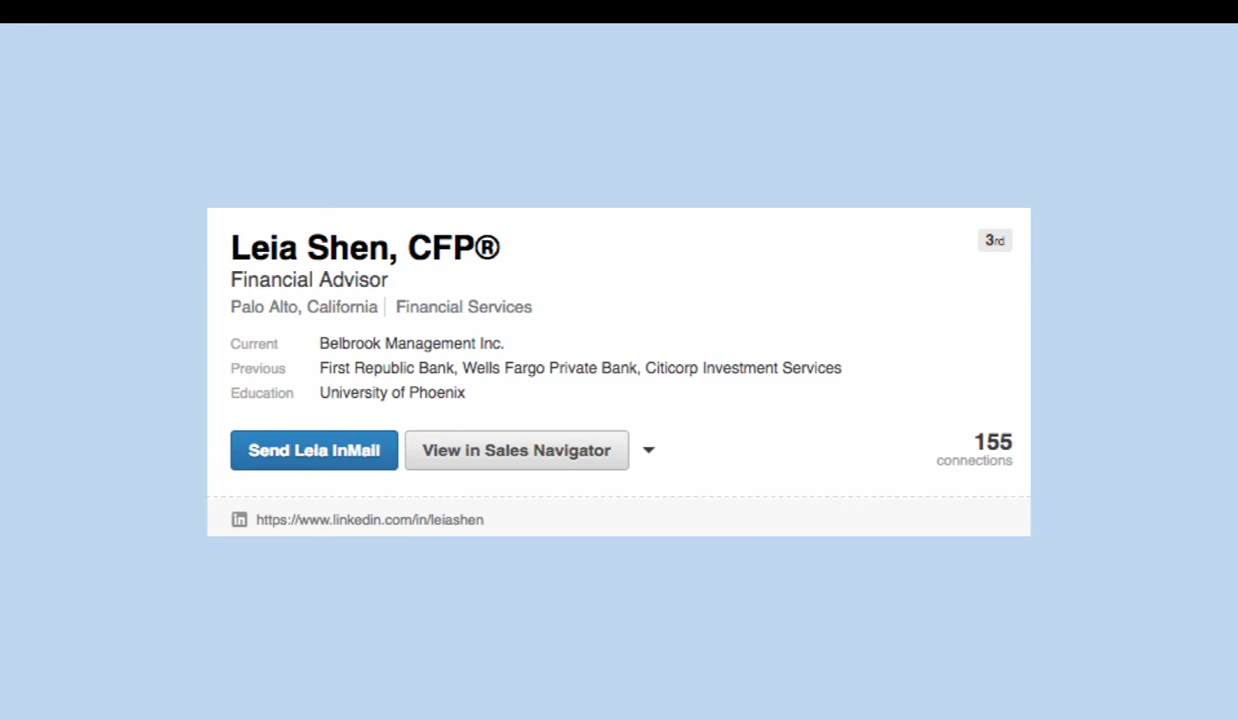 Leia Shen, CFP®
3rd
Financial Advisor
Palo Alto, California | Financial Services
Current Belbrook Management Inc.
Previous First Republic Bank, Wells Fargo Private Bank, Citicorp Investment Services
Education University of Phoenix
Send Leia InMail View in Sales Navigator
155
connections
in https://www.linkedin.com/in/leiashen